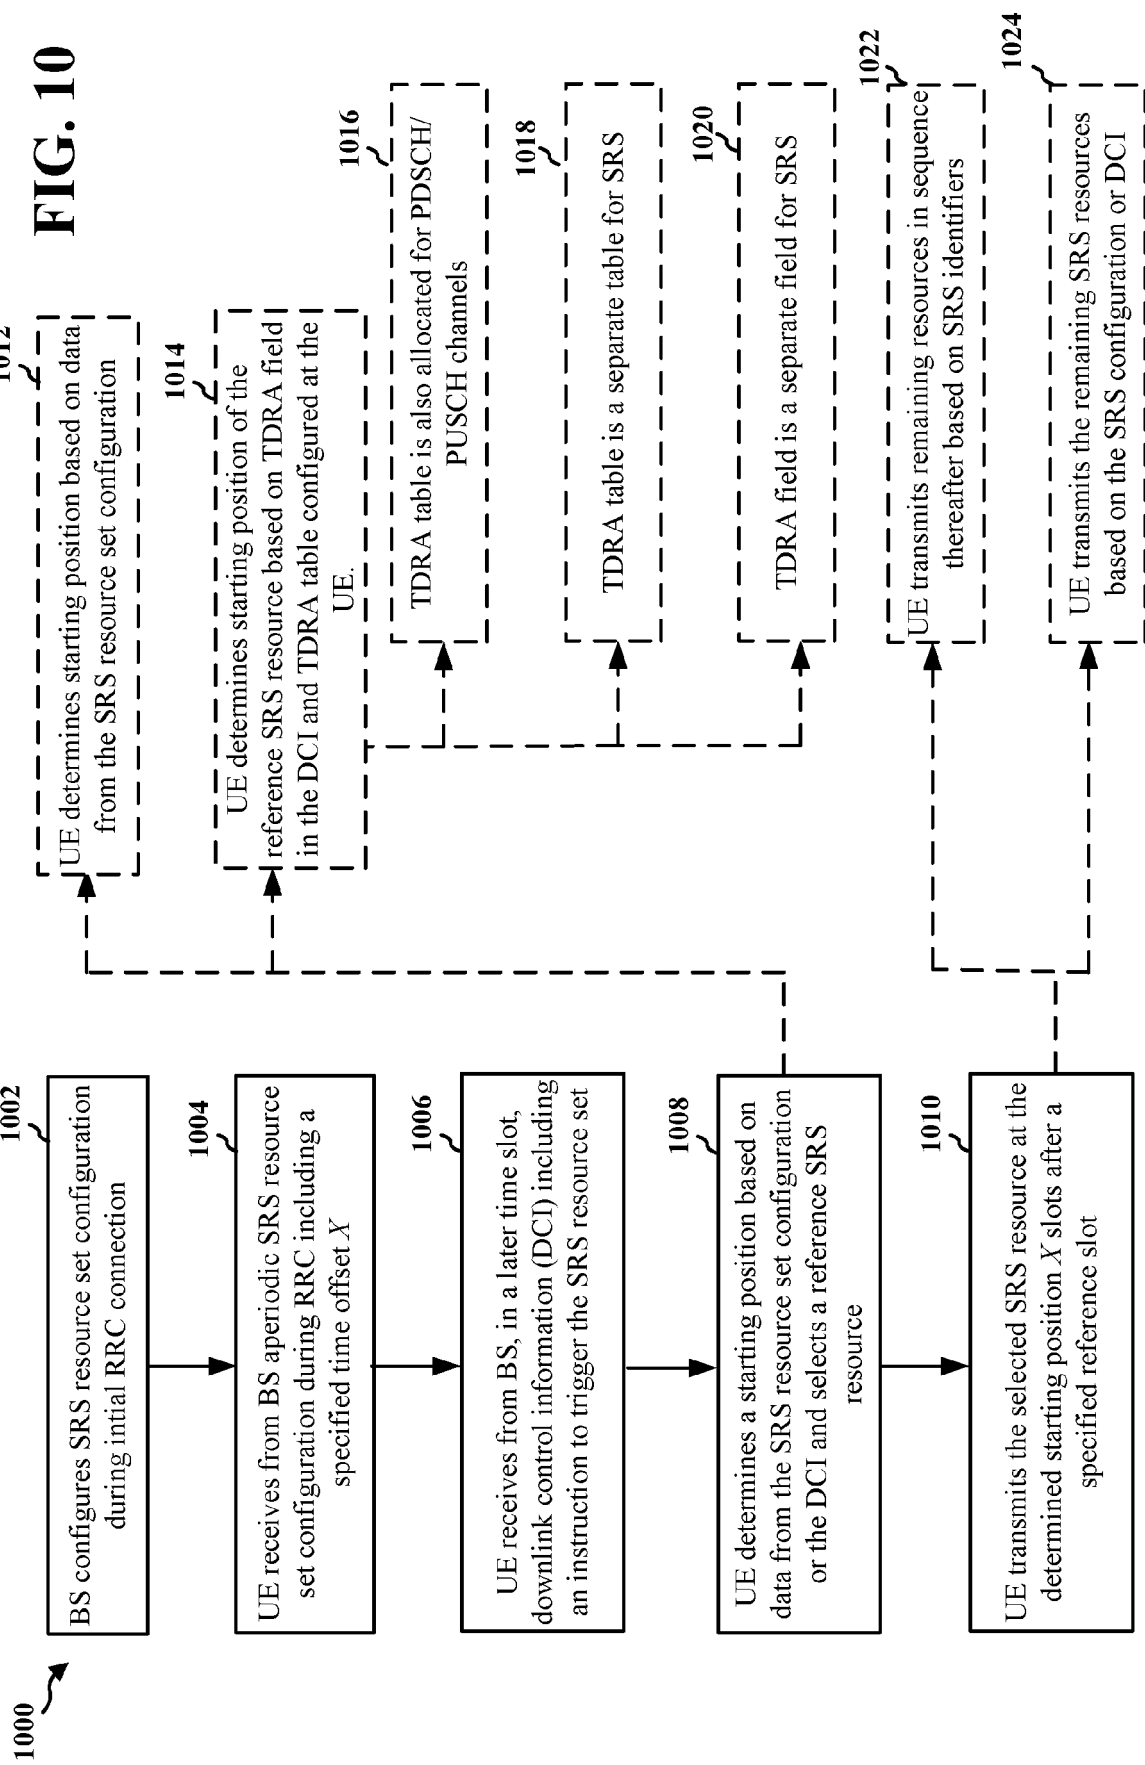 FIG. 10
1000
1002
BS configures SRS resource set configuration
during intial RRC connection
1004
UE receives from BS aperiodic SRS resource
set configuration during RRC including a
specified time offset X
1006
UE receives from BS, in a later time slot,
downlink control information (DCI) including
an instruction to trigger the SRS resource set
1008
UE determines a starting position based on
data from the SRS resource set configuration
or the DCI and selects a reference SRS
resource
1010
UE transmits the selected SRS resource at the
determined starting position X slots after a
specified reference slot
1012
UE determines starting position based on data
from the SRS resource set configuration
1014
UE determines starting position of the
reference SRS resource based on TDRA field
in the DCI and TDRA table configured at the
UE.
1016
TDRA table is also allocated for PDSCH/
PUSCH channels
1018
TDRA table is a separate table for SRS
1020
TDRA field is a separate field for SRS
1022
UE transmits remaining resources in sequence
thereafter based on SRS identifiers
1024
UE transmits the remaining SRS resources
based on the SRS configuration or DCI